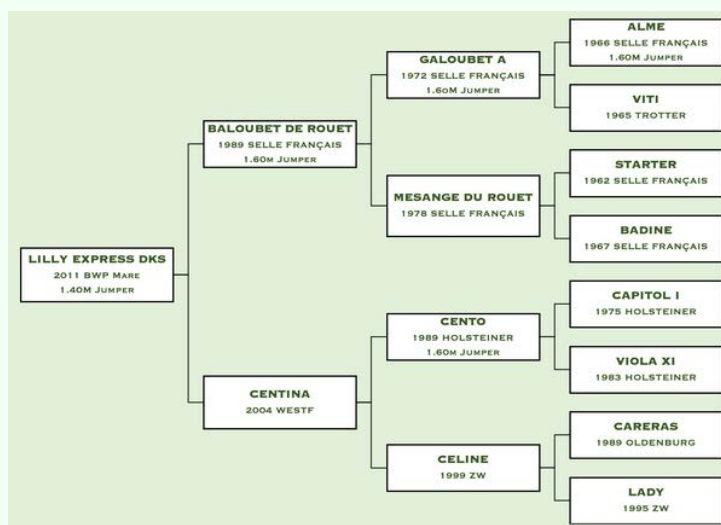 ALME
1966 SELLE FRANÇAIS
1.60M JUMPER
GALOUBET A
1972 SELLE FRANÇAIS
1.60M JUMPER
VITI
1965 TROTTER
BALOUBET DE ROUET
1989 SELLE FRANÇAIS
1.60M JUMPER
STARTER
1962 SELLE FRANÇAIS
MESANGE DU ROUET
1978 SELLE FRANÇAIS
BADINE
1967 SELLE FRANÇAIS
LILLY EXPRESS DKS
2011 BWP MARE
1.40M JUMPER
CAPITOL I
1975 HOLSTEINER
CENTO
1989 HOLSTEINER
1.60M JUMPER
VIOLA XI
1983 HOLSTEINER
CENTINA
2004 WESTF
CARERAS
1989 OLDENBURG
CELINE
1999 ZW
LADY
1995 ZW